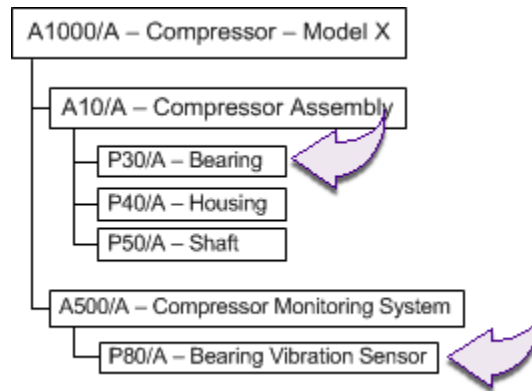 A1000/A – Compressor – Model X
A10/A – Compressor Assembly
P30/A – Bearing
P40/A – Housing
P50/A – Shaft
A500/A – Compressor Monitoring System
P80/A – Bearing Vibration Sensor